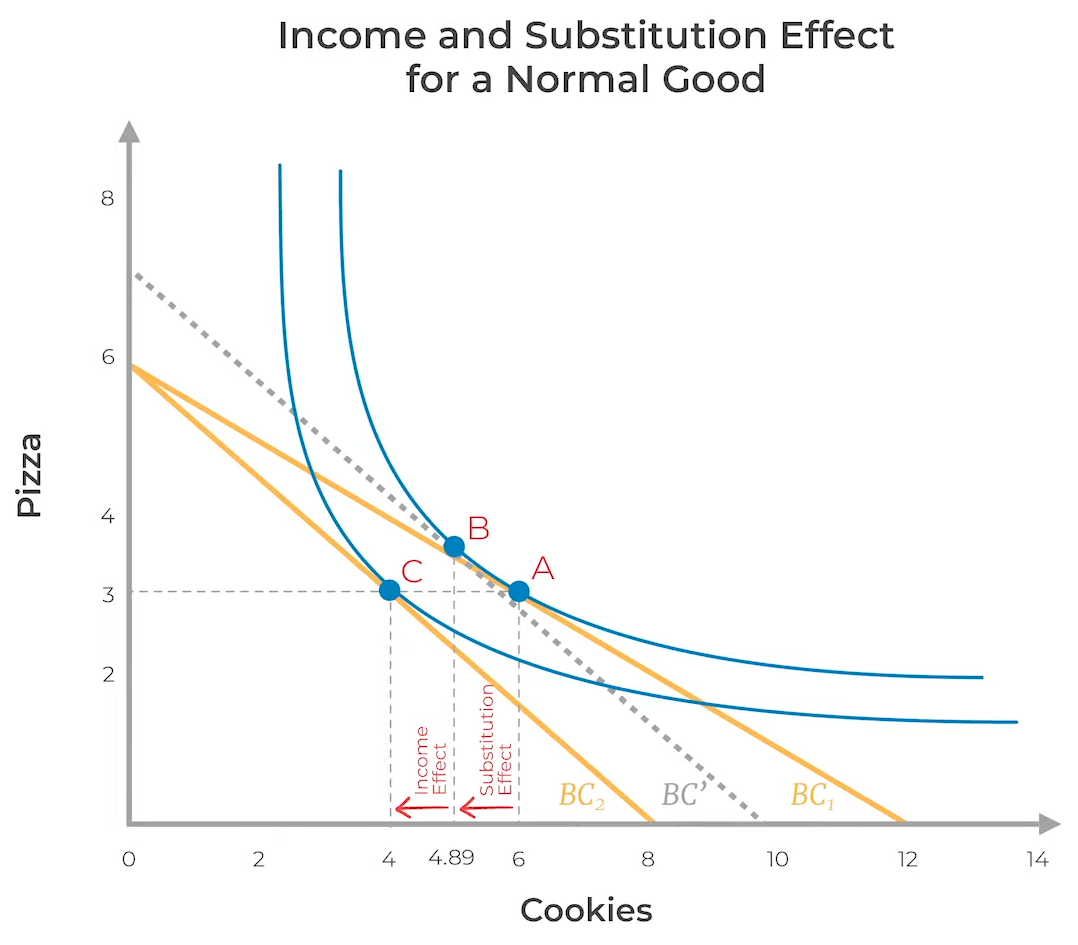 Income and Substitution Effect
for a Normal Good
Pizza
8
6
4
3
2
B
A
C
Income
Effect
Substitution
Effect
BC₂
BC’
BC₁
0
2
4
4.89
6
8
10
12
14
Cookies